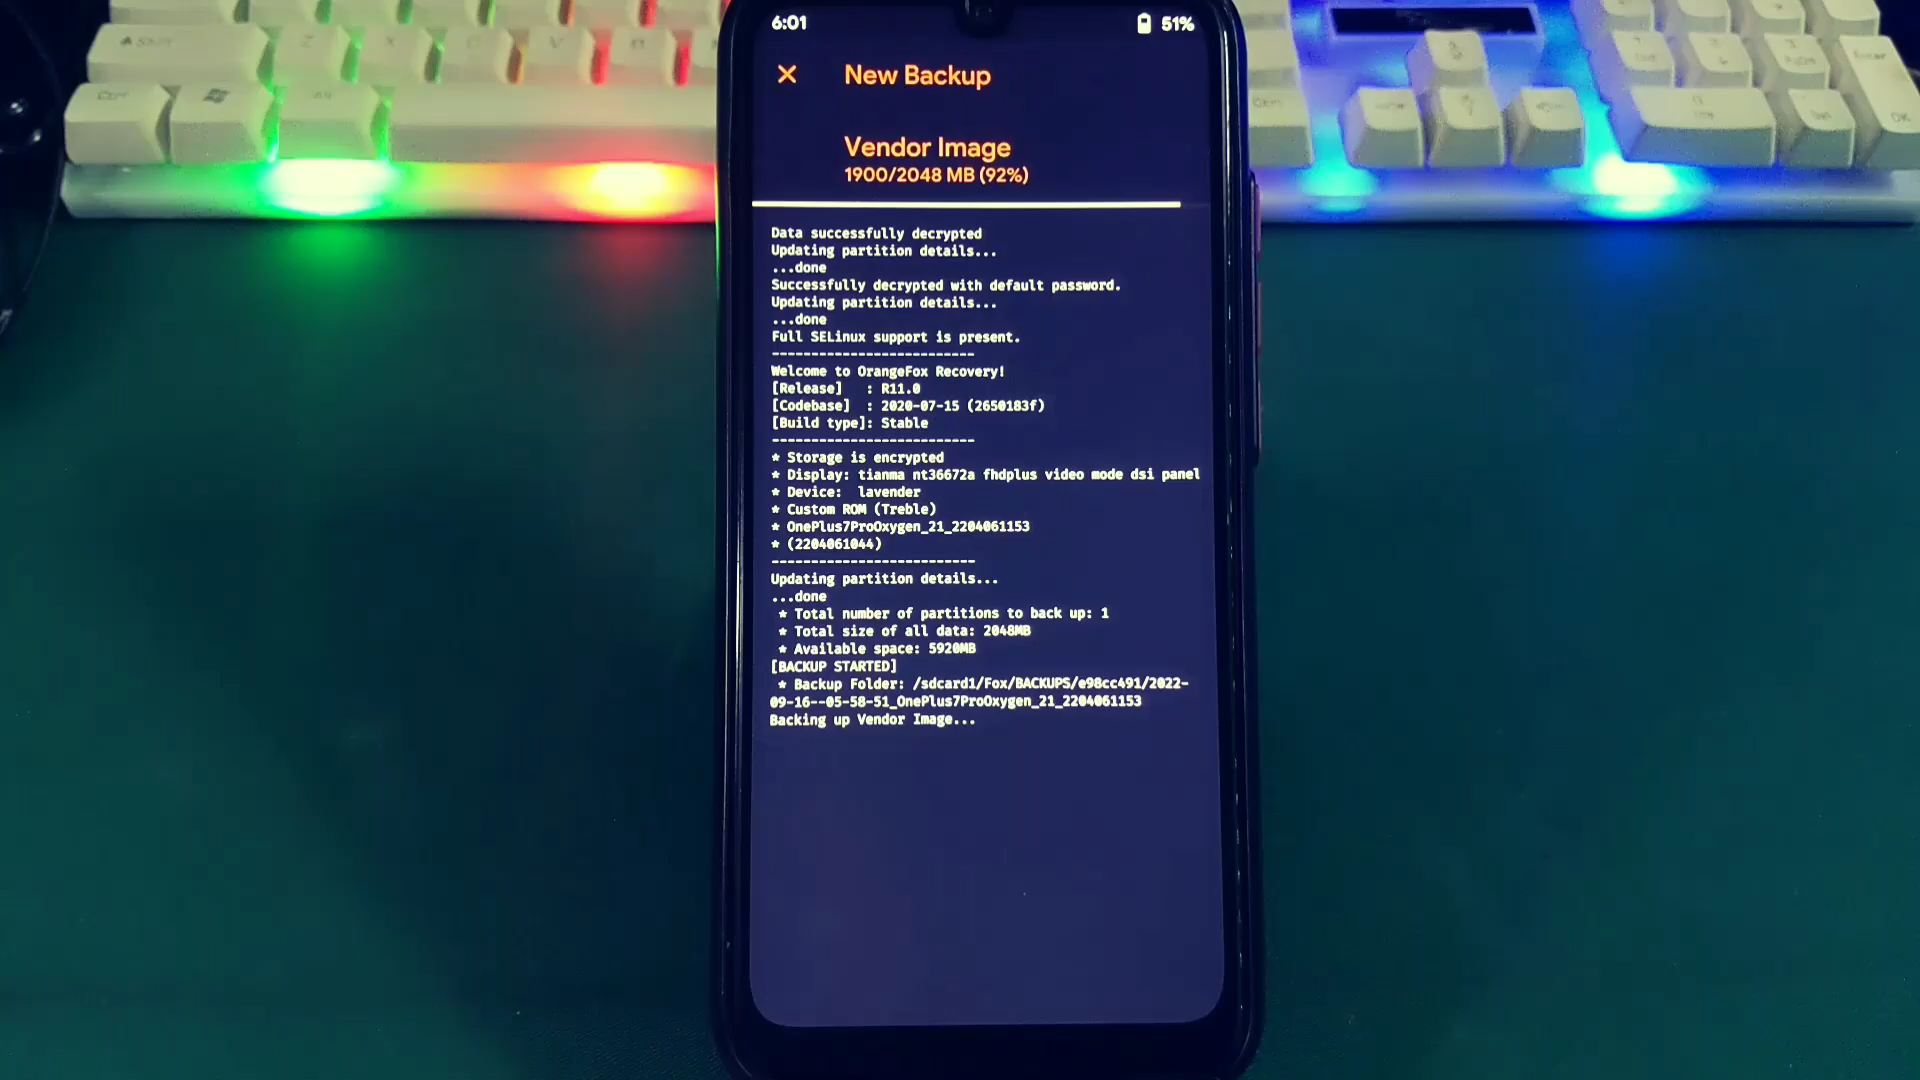 6:01
51%
New Backup
Vendor Image
1900/2048 MB (92%)
Data successfully decrypted
Updating partition details...
...done
Successfully decrypted with default password.
Updating partition details...
...done
Full SELinux support is present.
--------------------------
Welcome to OrangeFox Recovery!
[Release]   : R11.0
[Codebase]  : 2020-07-15 (2650183f)
[Build type]: Stable
--------------------------
* Storage is encrypted
* Display: tianma nt36672a fhdplus video mode dsi panel
* Device:  lavender
* Custom ROM (Treble)
* OnePlus7ProOxygen_21_2204061153
* (2204061044)
--------------------------
Updating partition details...
...done
* Total number of partitions to back up: 1
* Total size of all data: 2048MB
* Available space: 5920MB
[BACKUP STARTED]
* Backup Folder: /sdcard1/Fox/BACKUPS/e98cc491/2022-
09-16--05-58-51_OnePlus7ProOxygen_21_2204061153
Backing up Vendor Image...